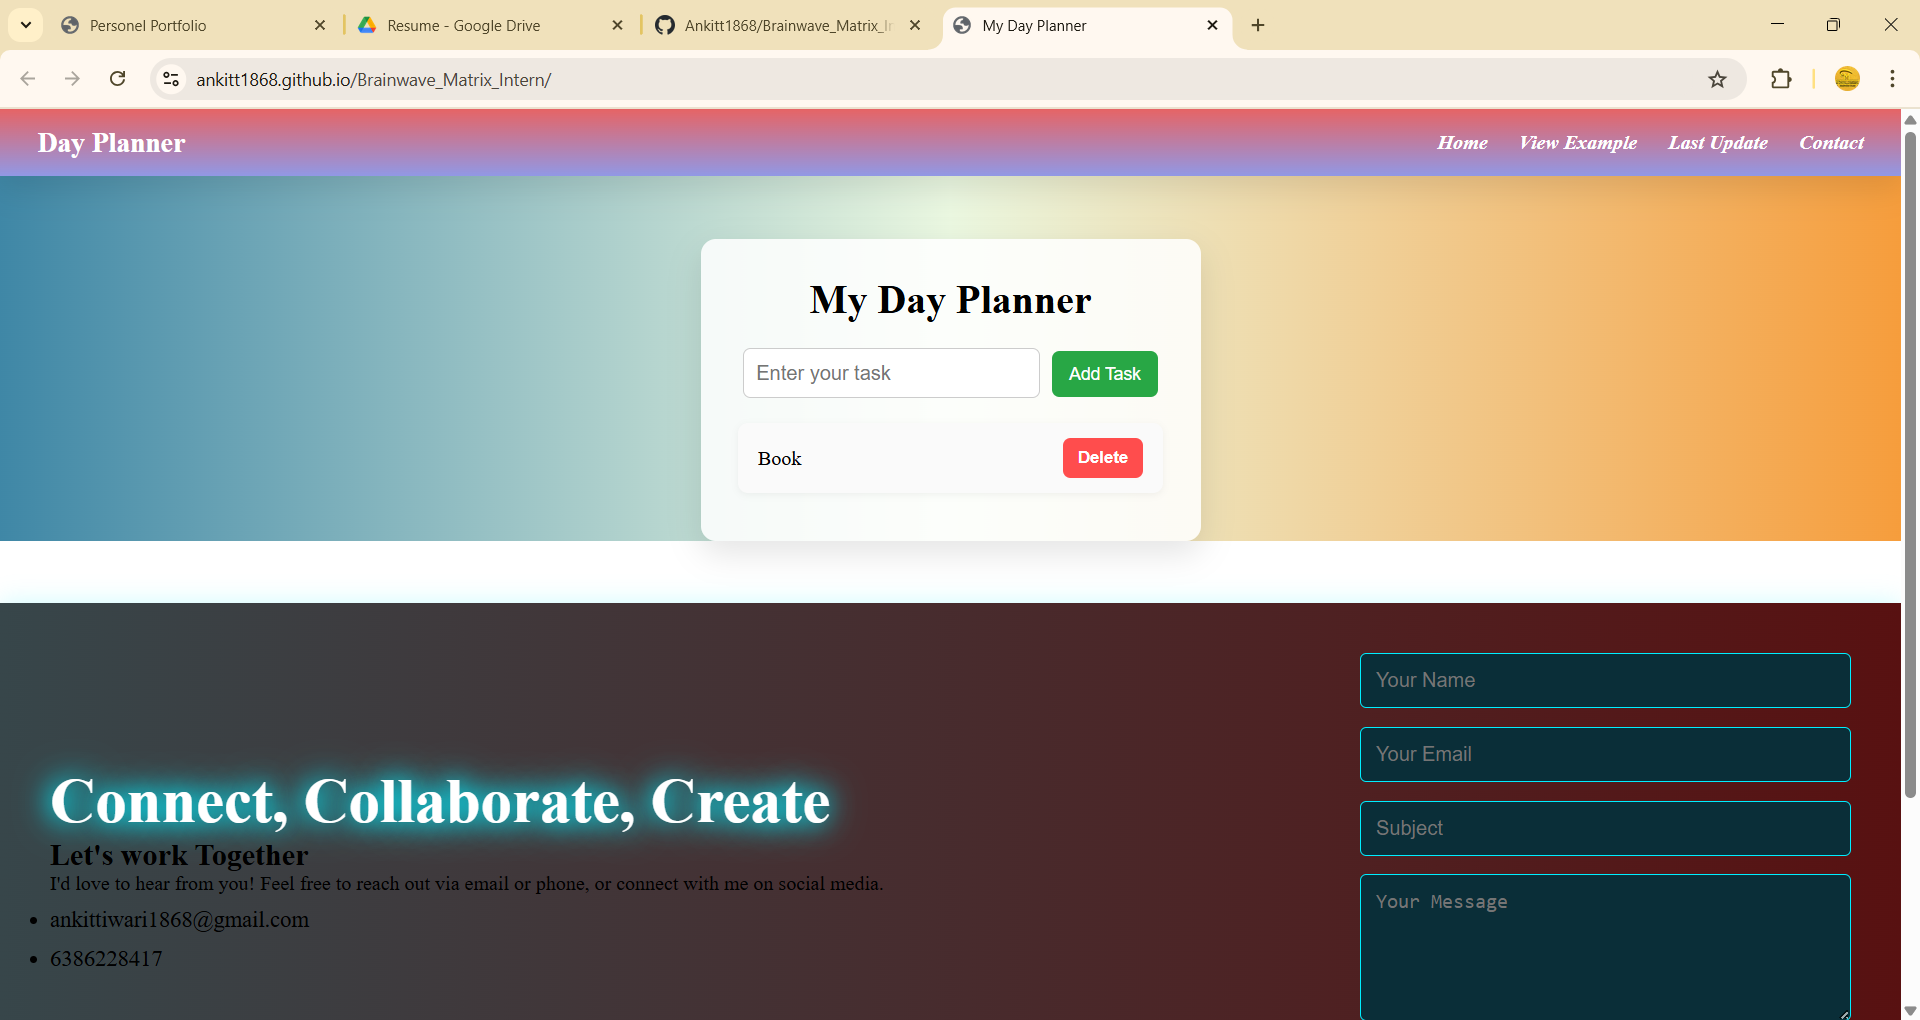 Personel Portfolio
Resume - Google Drive
Ankitt1868/Brainwave_Matrix_In
My Day Planner
ankitt1868.github.io/Brainwave_Matrix_Intern/
Day Planner
Home
View Example
Last Update
Contact
My Day Planner
Enter your task
Add Task
Book
Delete
Connect, Collaborate, Create
Let's work Together
I'd love to hear from you! Feel free to reach out via email or phone, or connect with me on social media.
ankittiwari1868@gmail.com
6386228417
Your Name
Your Email
Subject
Your Message